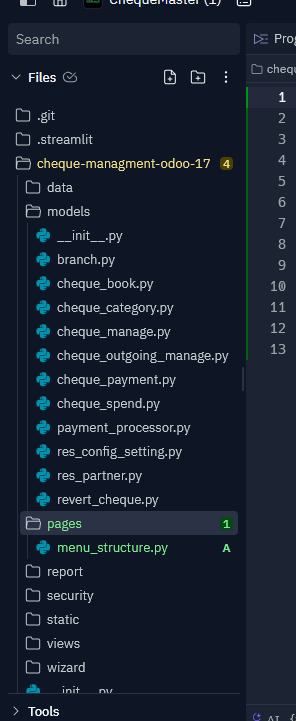 ChequeMaster (1)
Search
Files
.git
.streamlit
cheque-managment-odoo-17 4
data
models
__init__.py
branch.py
cheque_book.py
cheque_category.py
cheque_manage.py
cheque_outgoing_manage.py
cheque_payment.py
cheque_spend.py
payment_processor.py
res_config_setting.py
res_partner.py
revert_cheque.py
pages 1
menu_structure.py A
report
security
static
views
wizard
__init__.py
Tools
1
2
3
4
5
6
7
8
9
10
11
12
13
AI